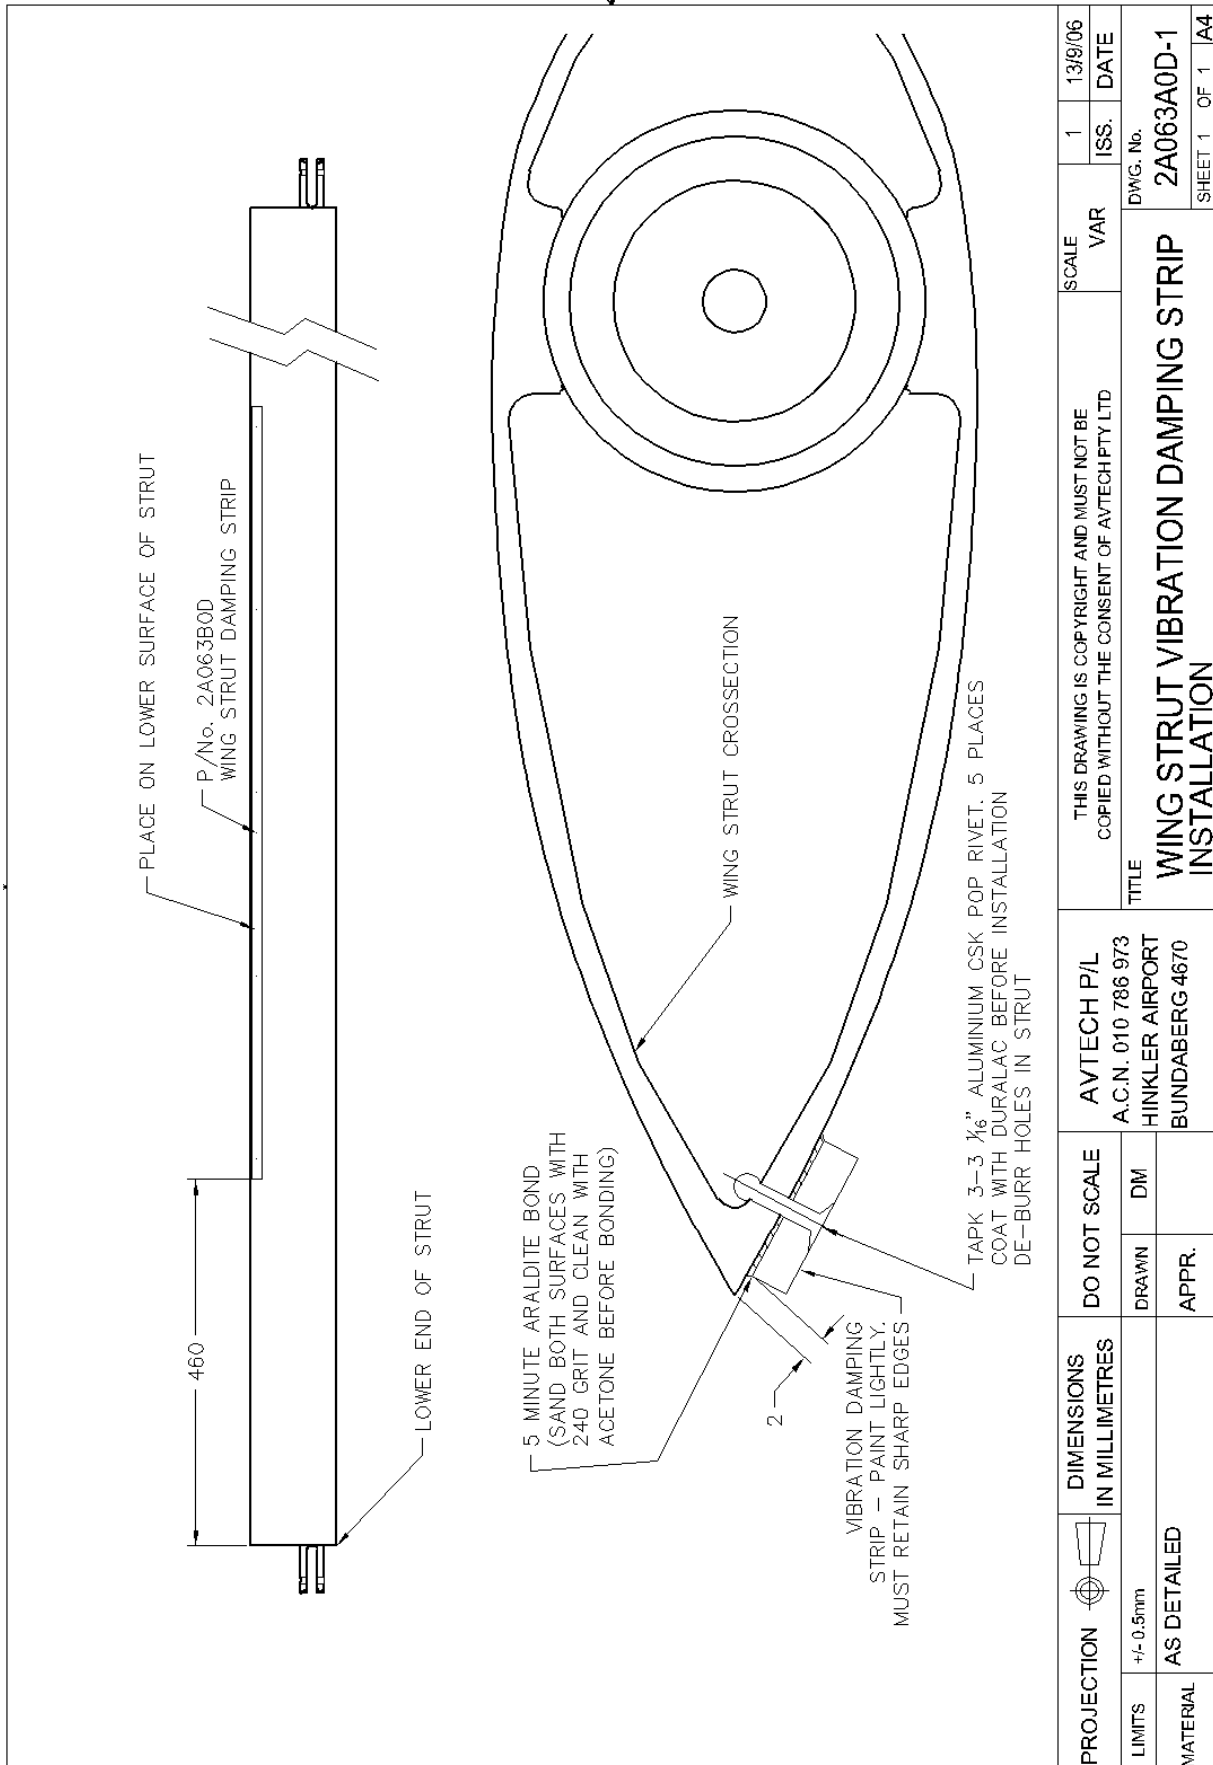 PLACE ON LOWER SURFACE OF STRUT
P/No. 2A063B0D
WING STRUT DAMPING STRIP
460
LOWER END OF STRUT
5 MINUTE ARALDITE BOND
(SAND BOTH SURFACES WITH
240 GRIT AND CLEAN WITH
ACETONE BEFORE BONDING)
WING STRUT CROSSECTION
2
VIBRATION DAMPING
STRIP – PAINT LIGHTLY.
MUST RETAIN SHARP EDGES
TAPK 3–3 3/16" ALUMINIUM CSK POP RIVET. 5 PLACES
COAT WITH DURALAC BEFORE INSTALLATION
DE–BURR HOLES IN STRUT
PROJECTION
DIMENSIONS
IN MILLIMETRES
DO NOT SCALE
LIMITS
+/- 0.5mm
DRAWN
DM
MATERIAL
AS DETAILED
APPR.
AVTECH P/L
A.C.N. 010 786 973
HINKLER AIRPORT
BUNDABERG 4670
THIS DRAWING IS COPYRIGHT AND MUST NOT BE
COPIED WITHOUT THE CONSENT OF AVTECH PTY LTD
SCALE
VAR
1
13/9/06
ISS.
DATE
TITLE
WING STRUT VIBRATION DAMPING STRIP
INSTALLATION
DWG. No.
2A063A0D-1
SHEET 1 OF 1
A4